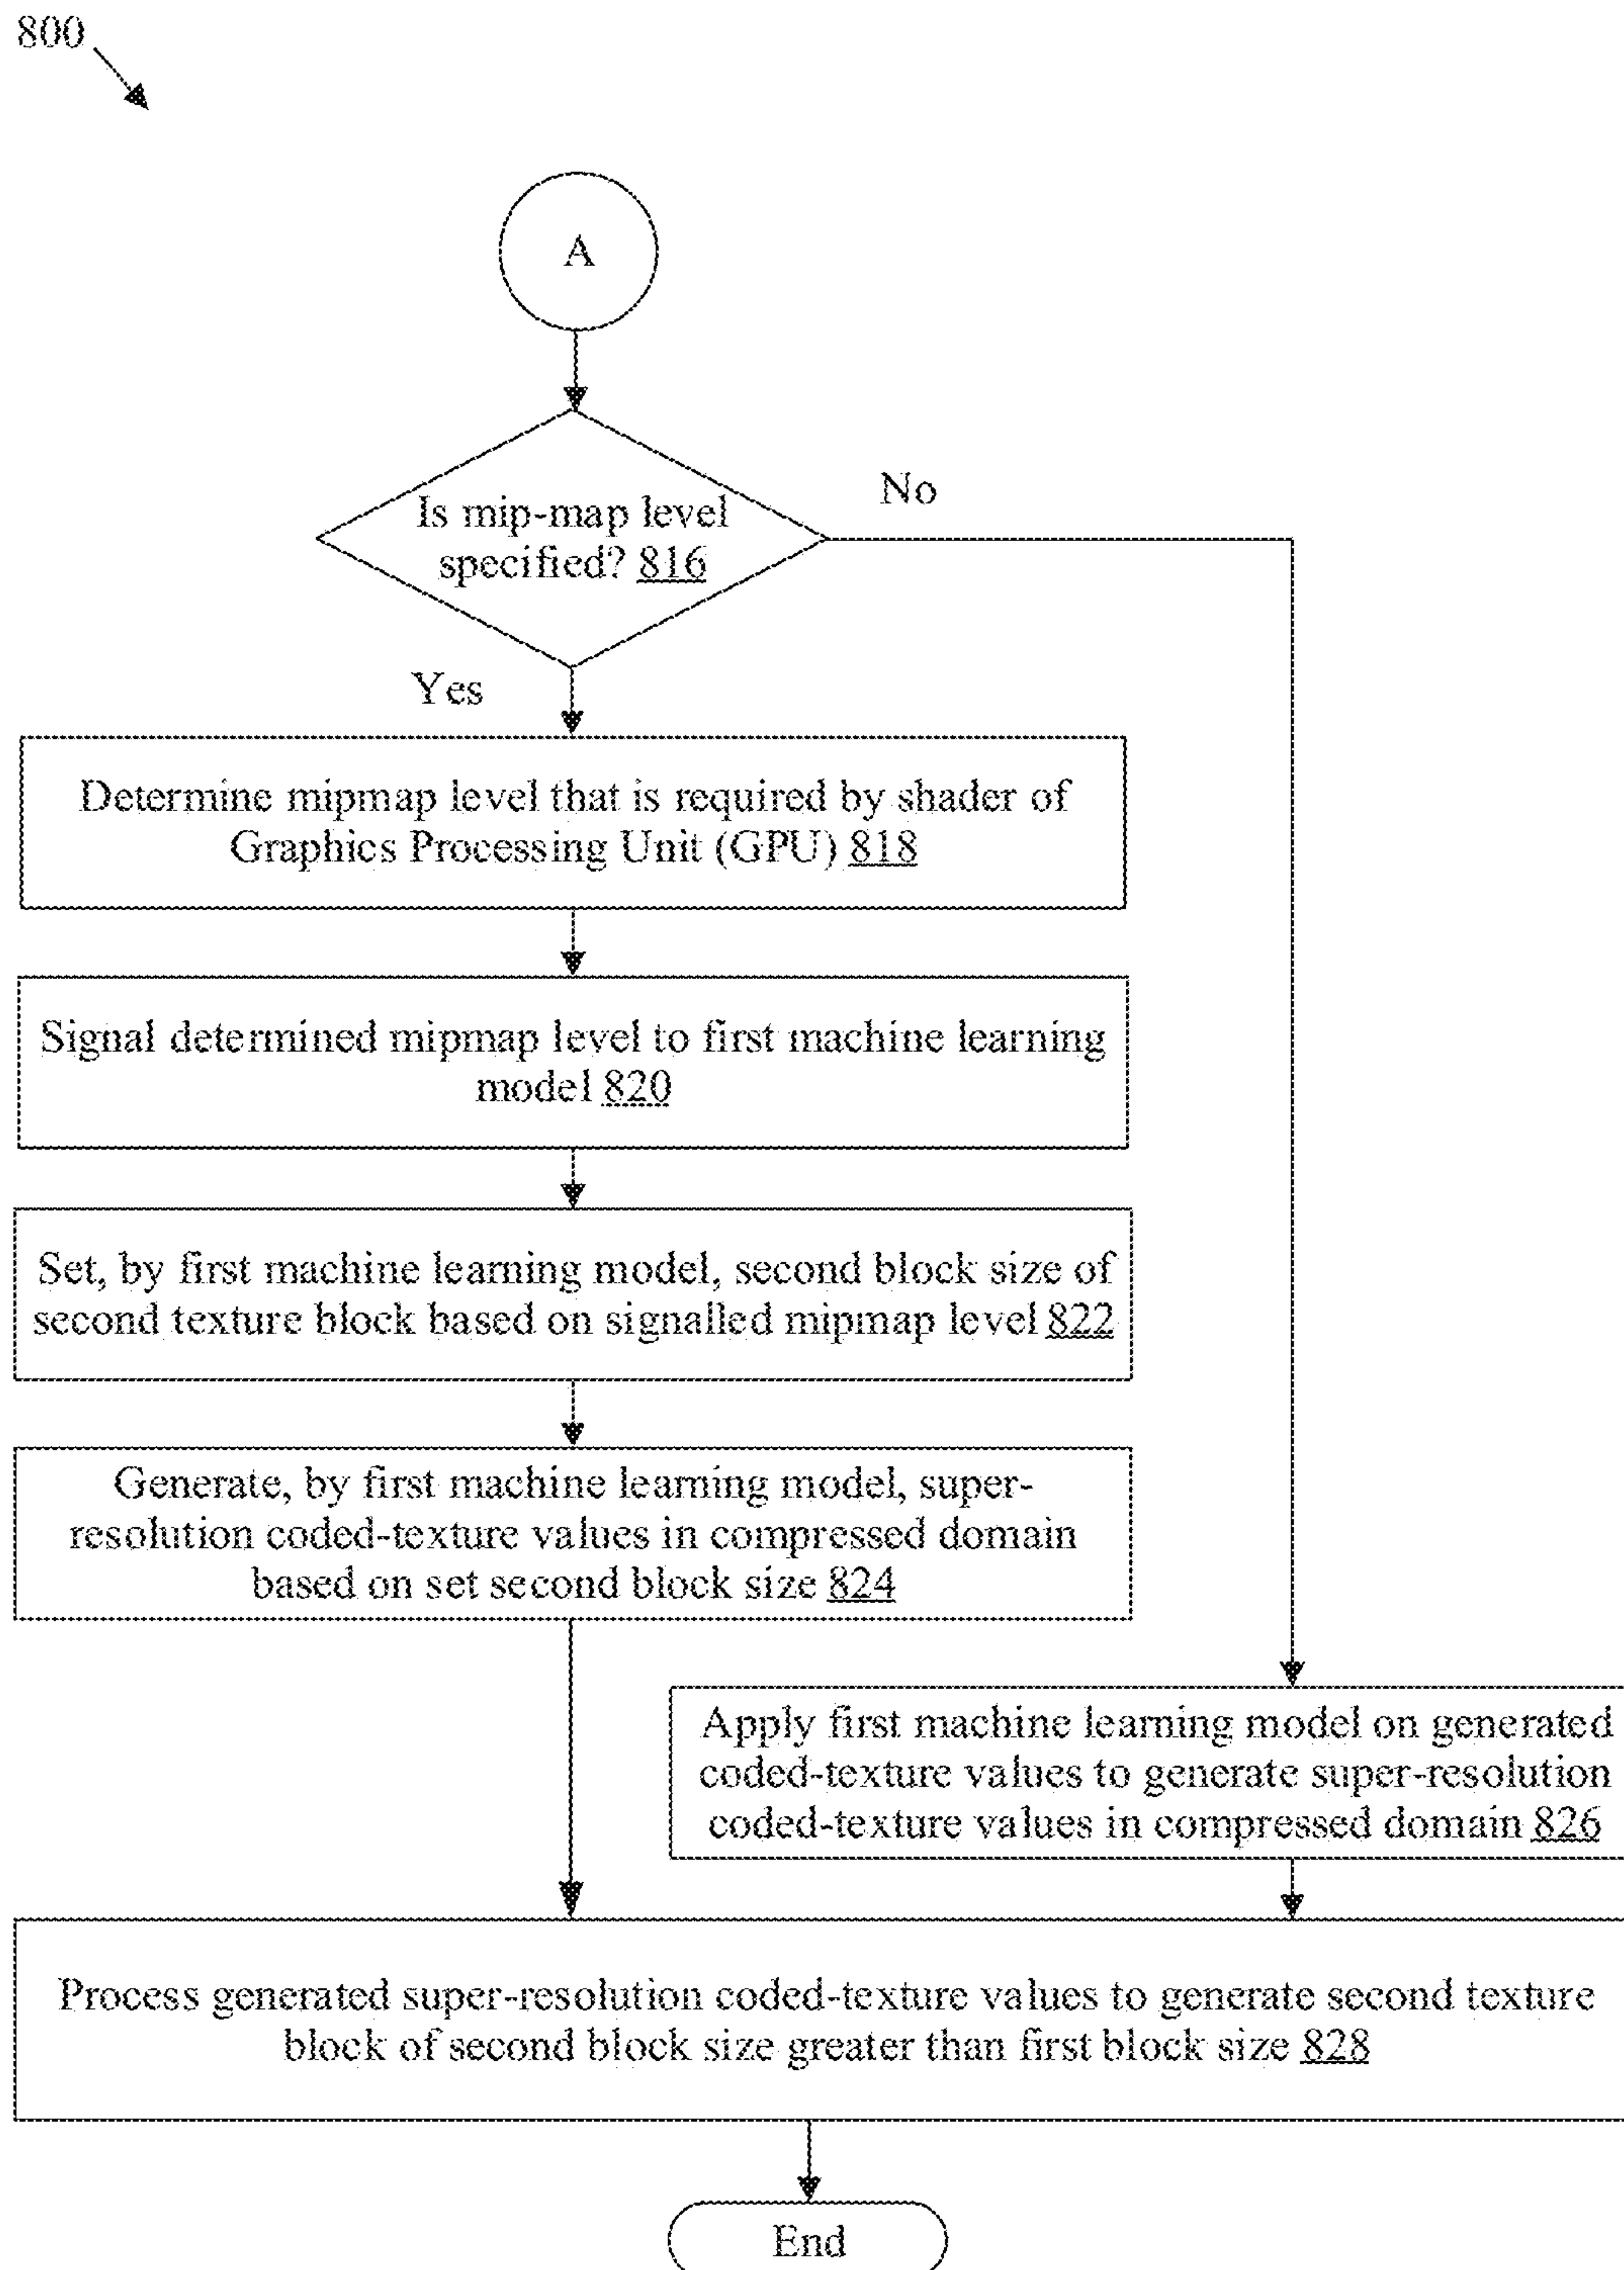 800
A
Is mip-map level
specified? 816
No
Yes
Determine mipmap level that is required by shader of
Graphics Processing Unit (GPU) 818
Signal determined mipmap level to first machine learning
model 820
Set, by first machine learning model, second block size of
second texture block based on signalled mipmap level 822
Generate, by first machine learning model, super-
resolution coded-texture values in compressed domain
based on set second block size 824
Apply first machine learning model on generated
coded-texture values to generate super-resolution
coded-texture values in compressed domain 826
Process generated super-resolution coded-texture values to generate second texture
block of second block size greater than first block size 828
End